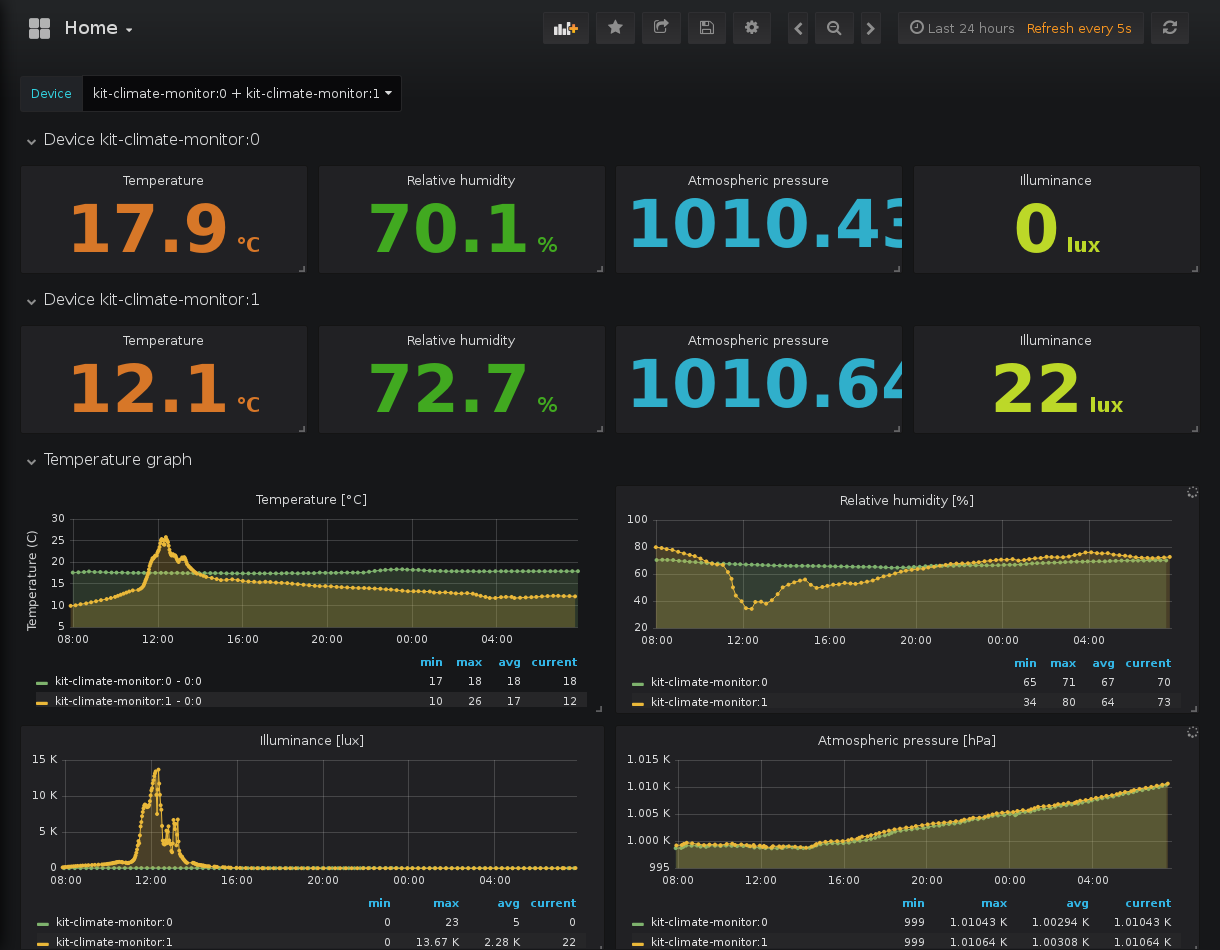 Home
Last 24 hours Refresh every 5s
Device kit-climate-monitor:0 + kit-climate-monitor:1
Device kit-climate-monitor:0
Temperature Relative humidity Atmospheric pressure Illuminance
17.9 °C 70.1 % 1010.43 0 lux
Device kit-climate-monitor:1
Temperature Relative humidity Atmospheric pressure Illuminance
12.1 °C 72.7 % 1010.64 22 lux
Temperature graph
Temperature [°C]
Temperature (C)
30
25
20
15
10
5
08:00 12:00 16:00 20:00 00:00 04:00
min max avg current
kit-climate-monitor:0 - 0:0 17 18 18 18
kit-climate-monitor:1 - 0:0 10 26 17 12
Relative humidity [%]
100
80
60
40
20
08:00 12:00 16:00 20:00 00:00 04:00
min max avg current
kit-climate-monitor:0 65 71 67 70
kit-climate-monitor:1 34 80 64 73
Illuminance [lux]
15 K
10 K
5 K
0
08:00 12:00 16:00 20:00 00:00 04:00
min max avg current
kit-climate-monitor:0 0 23 5 0
kit-climate-monitor:1 0 13.67 K 2.28 K 22
Atmospheric pressure [hPa]
1.015 K
1.010 K
1.005 K
1.000 K
995
08:00 12:00 16:00 20:00 00:00 04:00
min max avg current
kit-climate-monitor:0 999 1.01043 K 1.00294 K 1.01043 K
kit-climate-monitor:1 999 1.01064 K 1.00308 K 1.01064 K